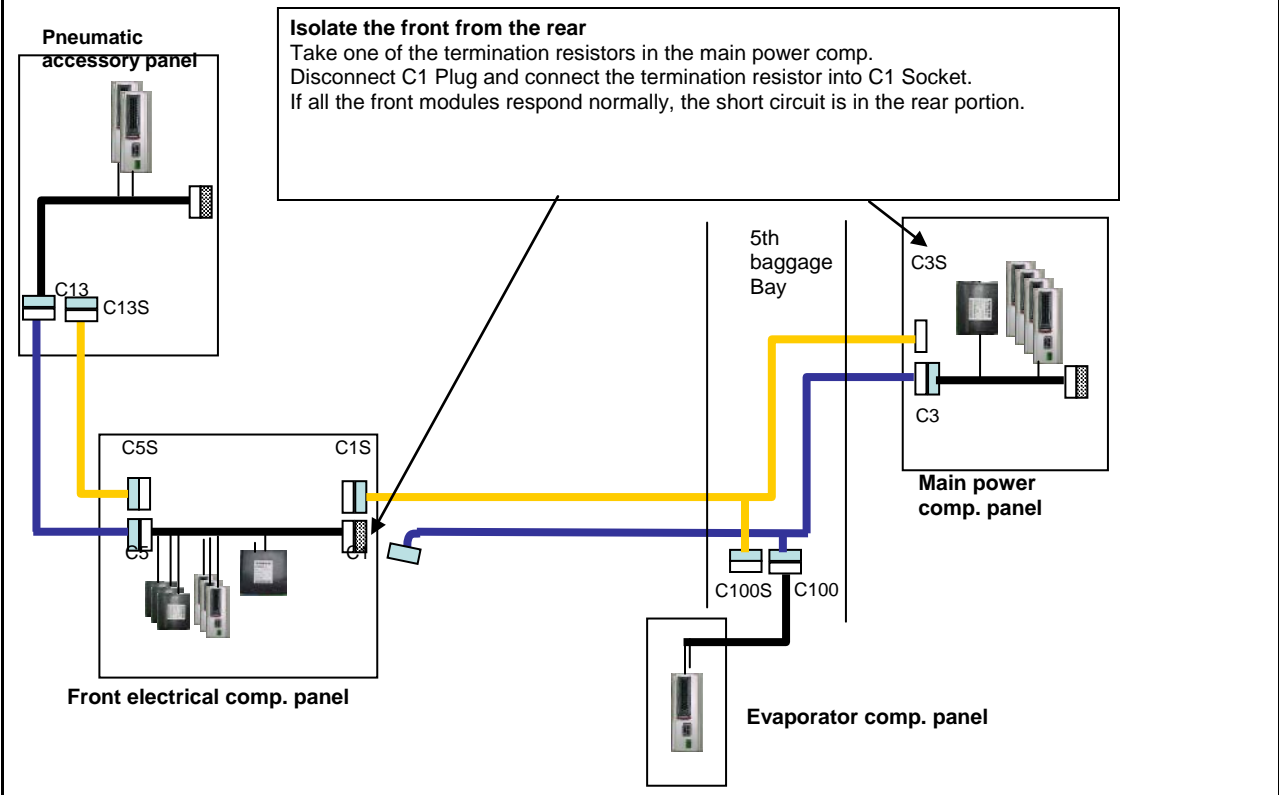 Pneumatic
accessory panel
Isolate the front from the rear
Take one of the termination resistors in the main power comp.
Disconnect C1 Plug and connect the termination resistor into C1 Socket.
If all the front modules respond normally, the short circuit is in the rear portion.
5th
baggage
Bay
C3S
C13
C13S
C3
C5S
C1S
Main power
comp. panel
C5
C1
C100S
C100
Front electrical comp. panel
Evaporator comp. panel